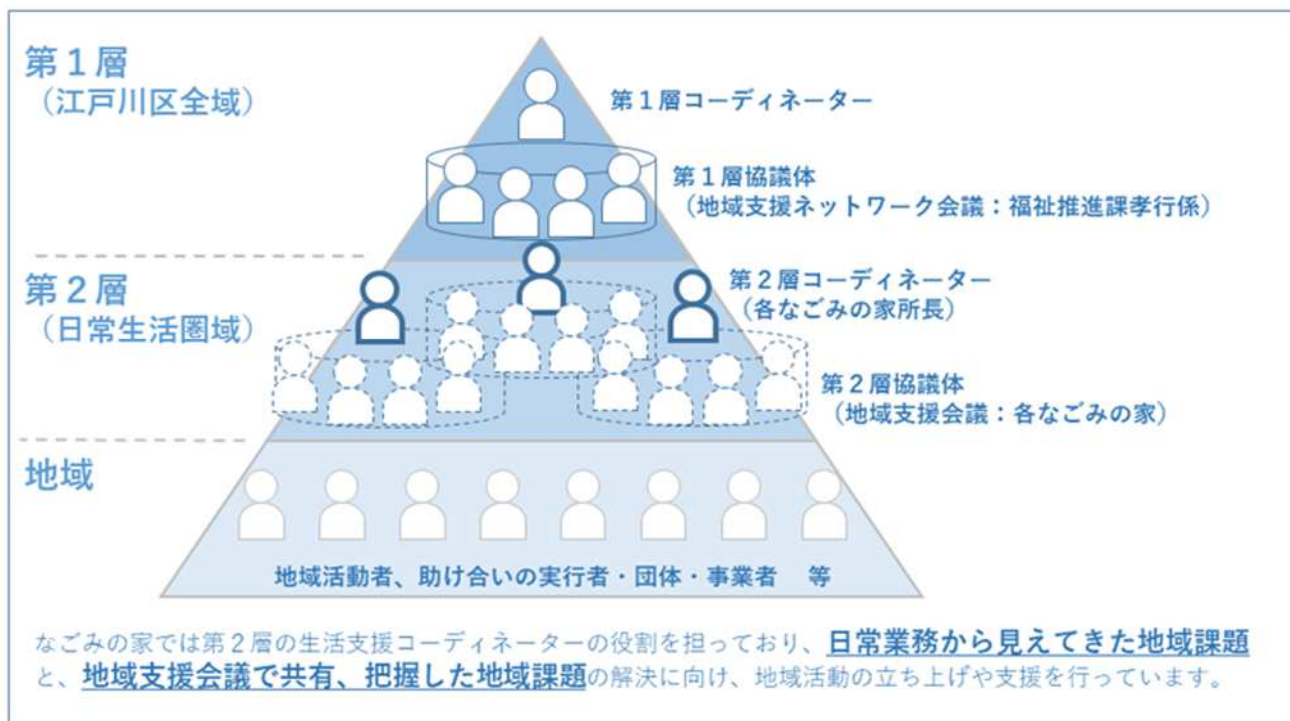 第１層
（江戸川区全域）
第１層コーディネーター
第１層協議体
（地域支援ネットワーク会議：福祉推進課孝行係）
第２層
（日常生活圏域）
第２層コーディネーター
（各なごみの家所長）
第２層協議体
（地域支援会議：各なごみの家）
地域
地域活動者、助け合いの実行者・団体・事業者　等
なごみの家では第２層の生活支援コーディネーターの役割を担っており、日常業務から見えてきた地域課題
と、地域支援会議で共有、把握した地域課題の解決に向け、地域活動の立ち上げや支援を行っています。